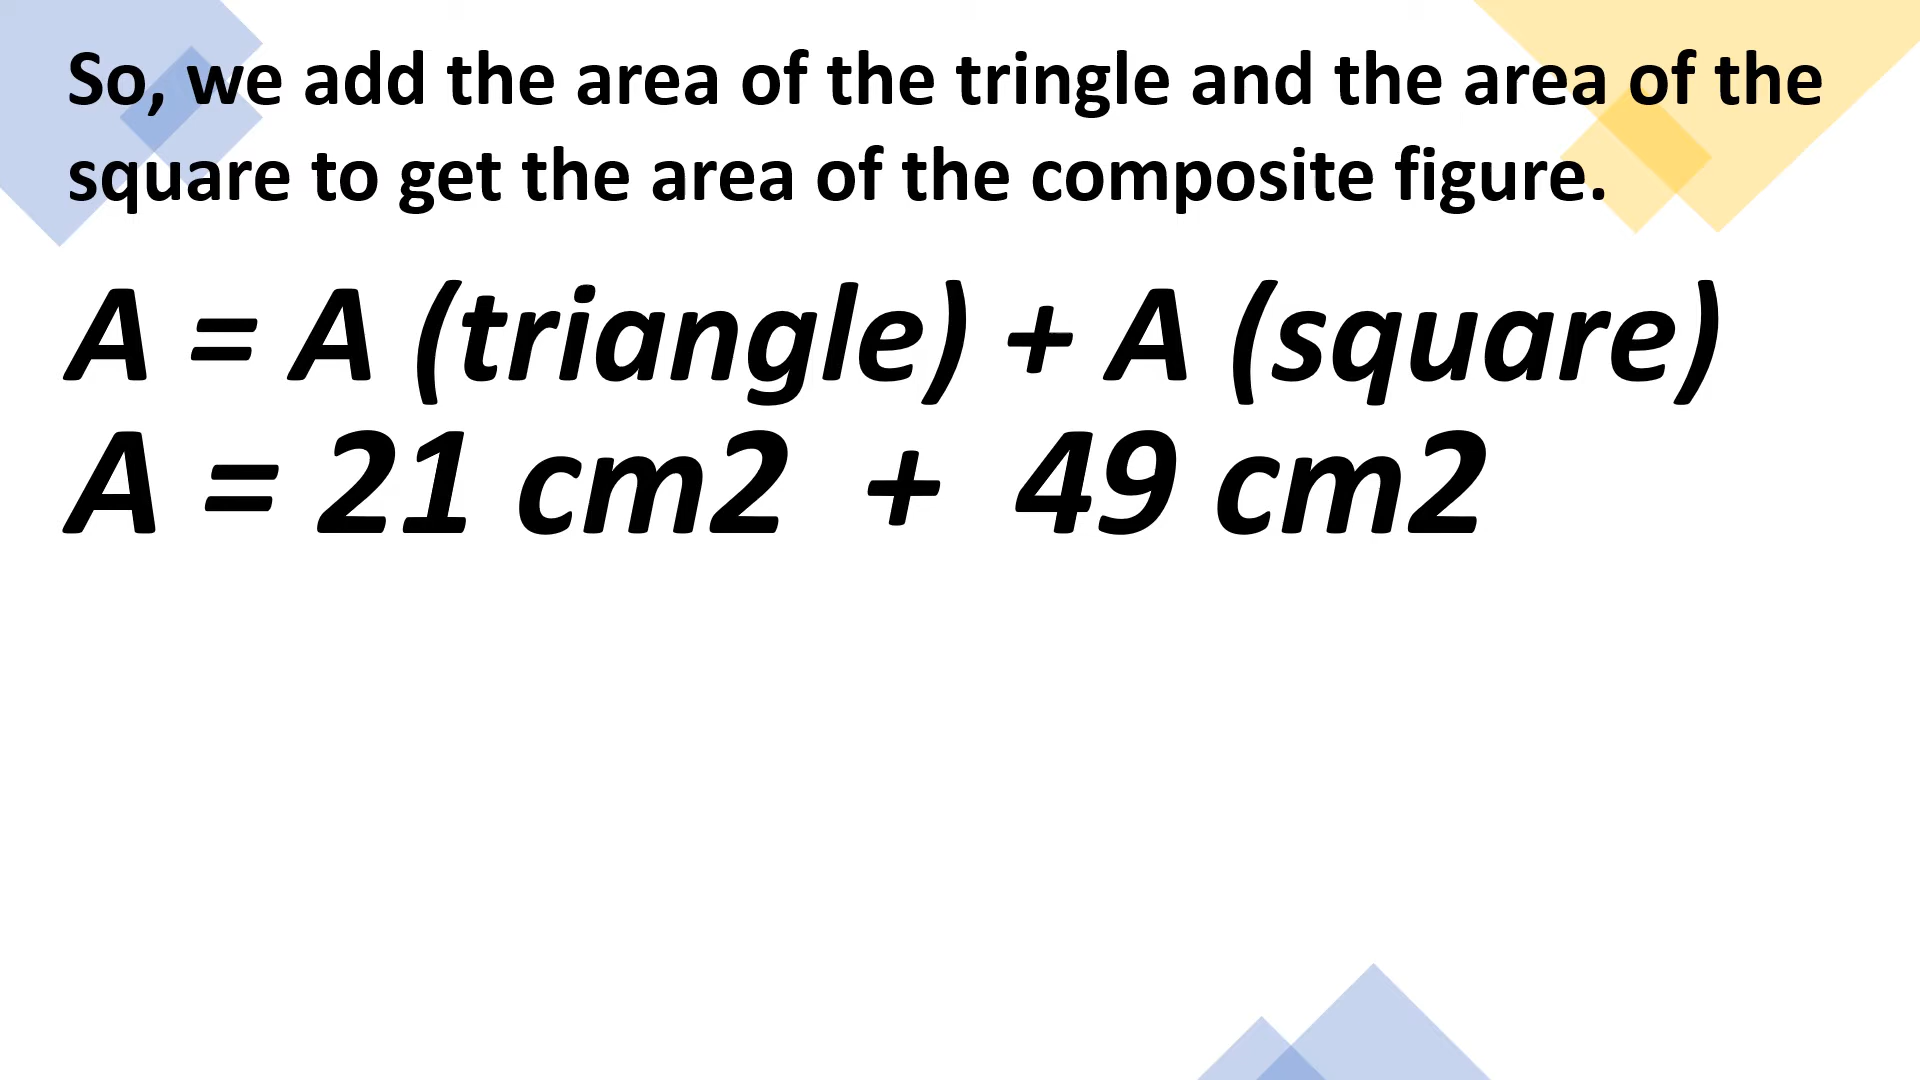 So, we add the area of the tringle and the area of the
square to get the area of the composite figure.
A = A (triangle) + A (square)
A = 21 cm2 + 49 cm2